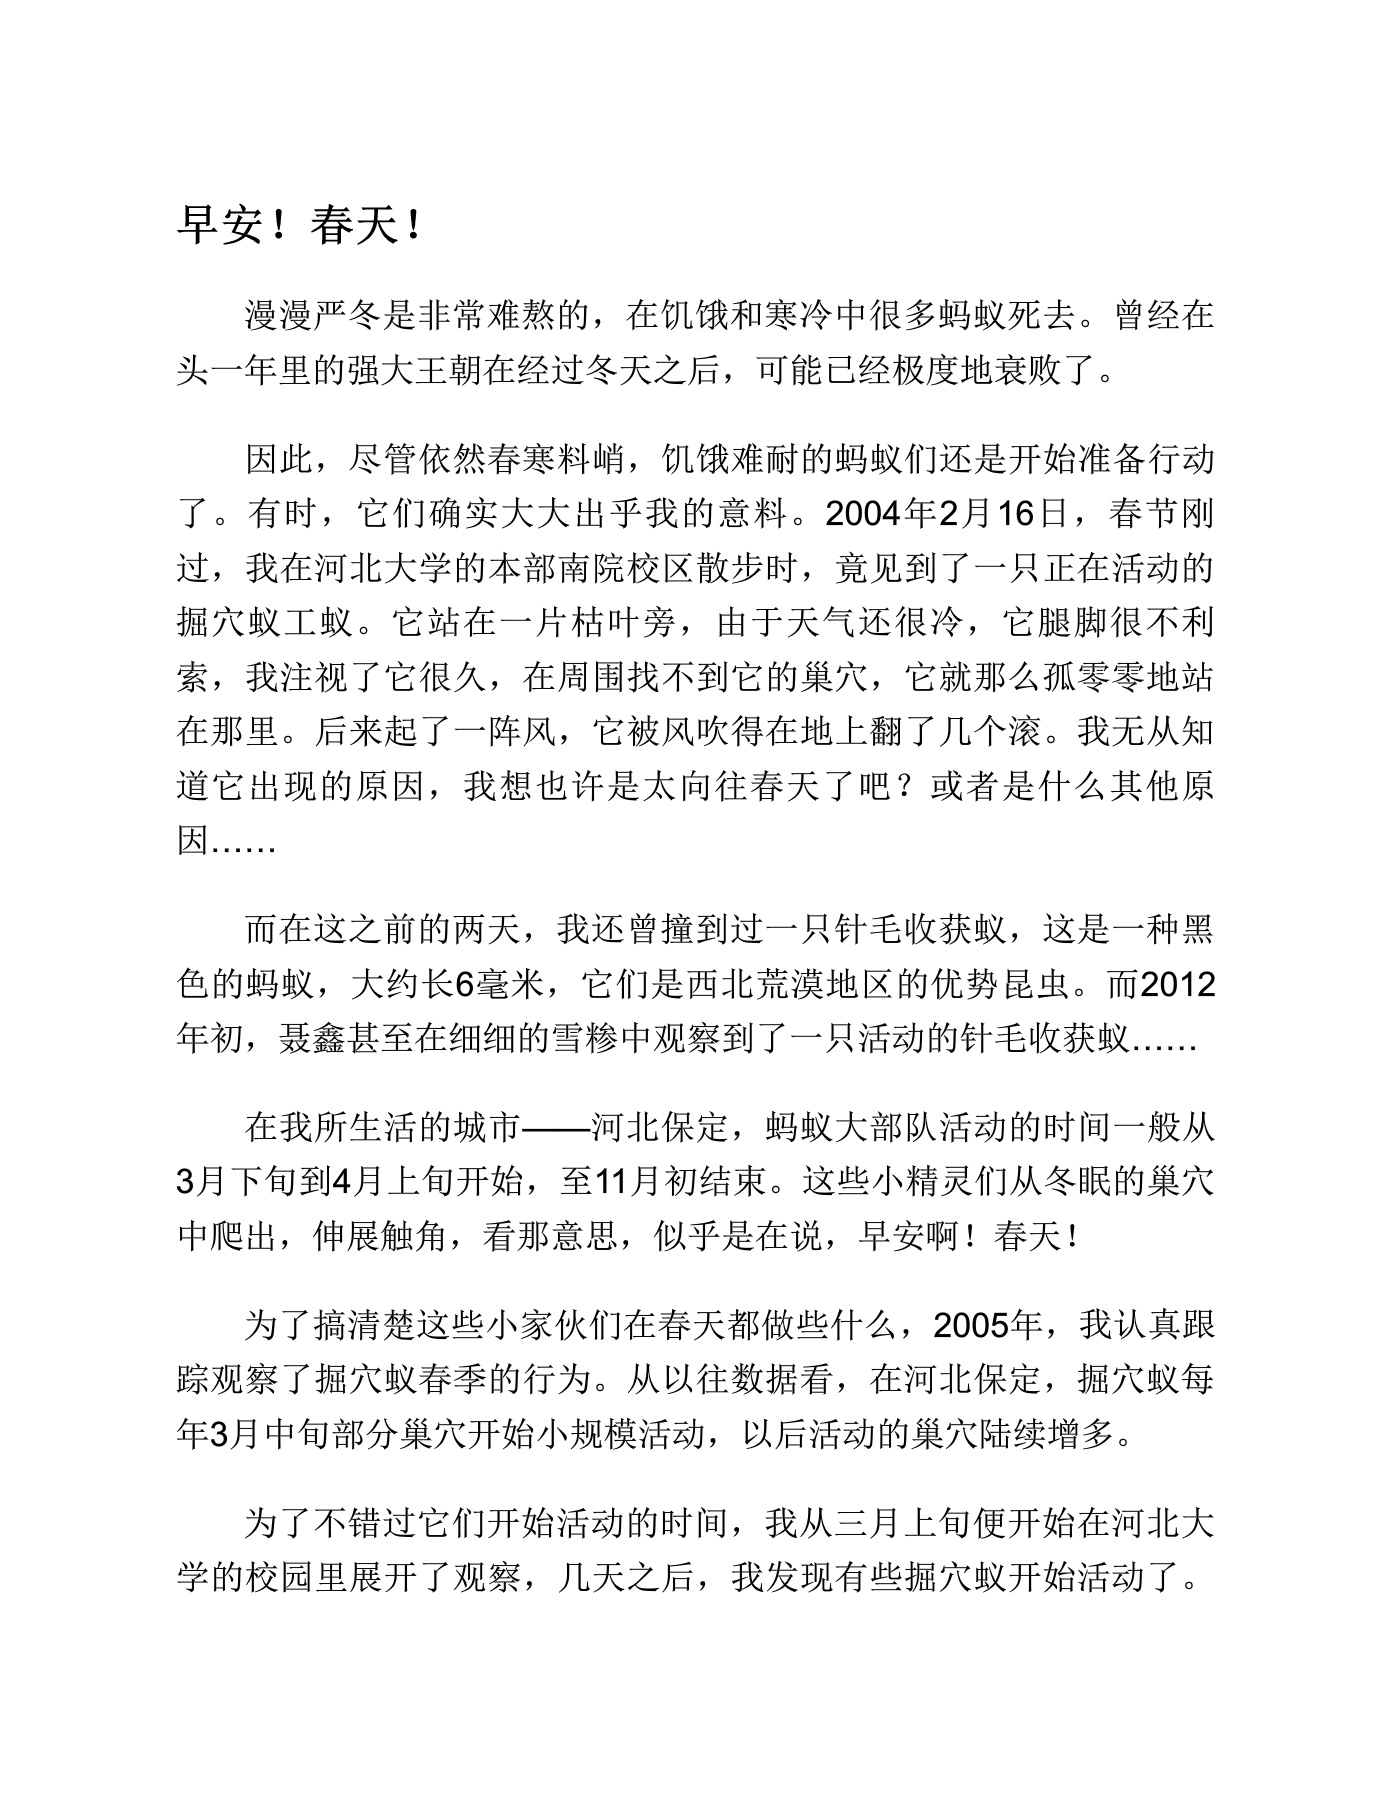 早安！春天！
漫漫严冬是非常难熬的，在饥饿和寒冷中很多蚂蚁死去。曾经在
头一年里的强大王朝在经过冬天之后，可能已经极度地衰败了。
因此，尽管依然春寒料峭，饥饿难耐的蚂蚁们还是开始准备行动
了。有时，它们确实大大出乎我的意料。2004年2月16日，春节刚
过，我在河北大学的本部南院校区散步时，竟见到了一只正在活动的
掘穴蚁工蚁。它站在一片枯叶旁，由于天气还很冷，它腿脚很不利
索，我注视了它很久，在周围找不到它的巢穴，它就那么孤零零地站
在那里。后来起了一阵风，它被风吹得在地上翻了几个滚。我无从知
道它出现的原因，我想也许是太向往春天了吧？或者是什么其他原
因……
而在这之前的两天，我还曾撞到过一只针毛收获蚁，这是一种黑
色的蚂蚁，大约长6毫米，它们是西北荒漠地区的优势昆虫。而2012
年初，聂鑫甚至在细细的雪糁中观察到了一只活动的针毛收获蚁……
在我所生活的城市——河北保定，蚂蚁大部队活动的时间一般从
3月下旬到4月上旬开始，至11月初结束。这些小精灵们从冬眠的巢穴
中爬出，伸展触角，看那意思，似乎是在说，早安啊！春天！
为了搞清楚这些小家伙们在春天都做些什么，2005年，我认真跟
踪观察了掘穴蚁春季的行为。从以往数据看，在河北保定，掘穴蚁每
年3月中旬部分巢穴开始小规模活动，以后活动的巢穴陆续增多。
为了不错过它们开始活动的时间，我从三月上旬便开始在河北大
学的校园里展开了观察，几天之后，我发现有些掘穴蚁开始活动了。